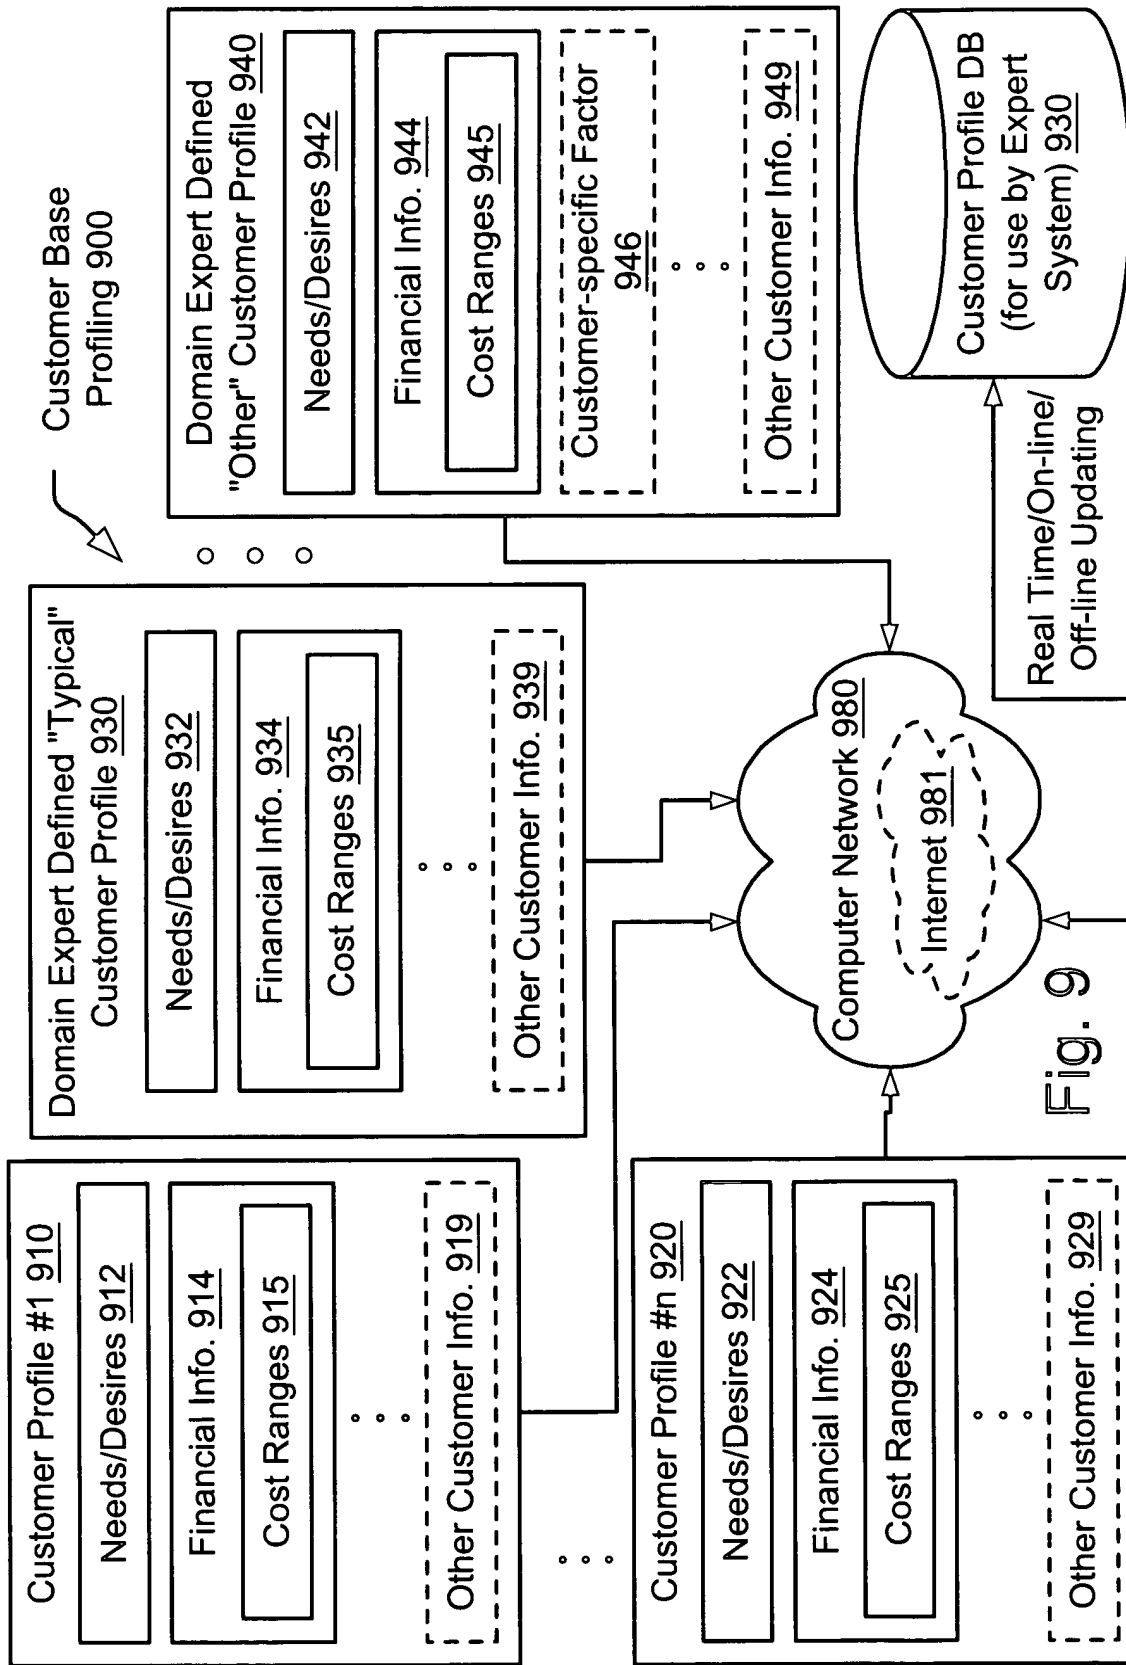 Customer Base
Profiling 900
Customer Profile #1 910
Needs/Desires 912
Financial Info. 914
Cost Ranges 915
Other Customer Info. 919
Domain Expert Defined "Typical"
Customer Profile 930
Needs/Desires 932
Financial Info. 934
Cost Ranges 935
Other Customer Info. 939
Domain Expert Defined
"Other" Customer Profile 940
Needs/Desires 942
Financial Info. 944
Cost Ranges 945
Customer-specific Factor
946
Other Customer Info. 949
Customer Profile #n 920
Needs/Desires 922
Financial Info. 924
Cost Ranges 925
Other Customer Info. 929
Computer Network 980
Internet 981
Real Time/On-line/
Off-line Updating
Customer Profile DB
(for use by Expert
System) 930
Fig. 9